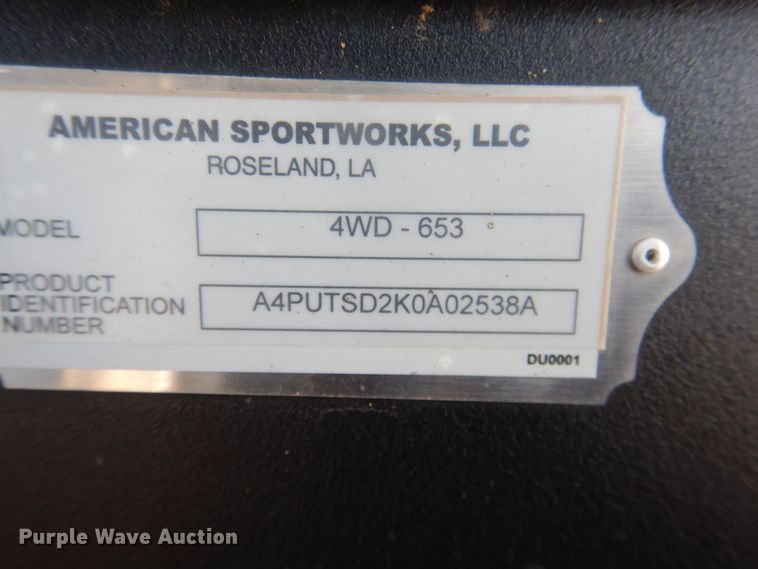 AMERICAN SPORTWORKS, LLC
ROSELAND, LA
MODEL 4WD - 653
PRODUCT
IDENTIFICATION A4PUTSD2K0A02538A
NUMBER
DU0001
Purple Wave Auction